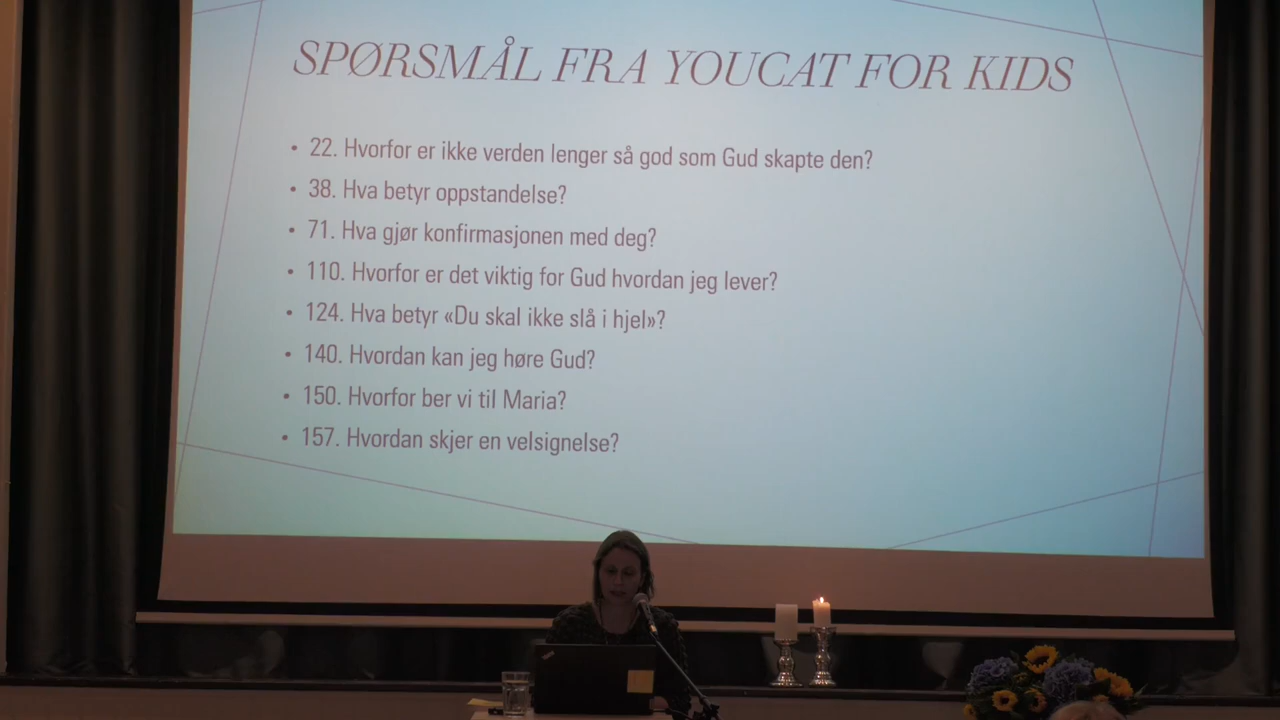 SPØRSMÅL FRA YOUCAT FOR KIDS
• 22. Hvorfor er ikke verden lenger så god som Gud skapte den?
• 38. Hva betyr oppstandelse?
• 71. Hva gjør konfirmasjonen med deg?
• 110. Hvorfor er det viktig for Gud hvordan jeg lever?
• 124. Hva betyr «Du skal ikke slå i hjel»?
• 140. Hvordan kan jeg høre Gud?
• 150. Hvorfor ber vi til Maria?
• 157. Hvordan skjer en velsignelse?